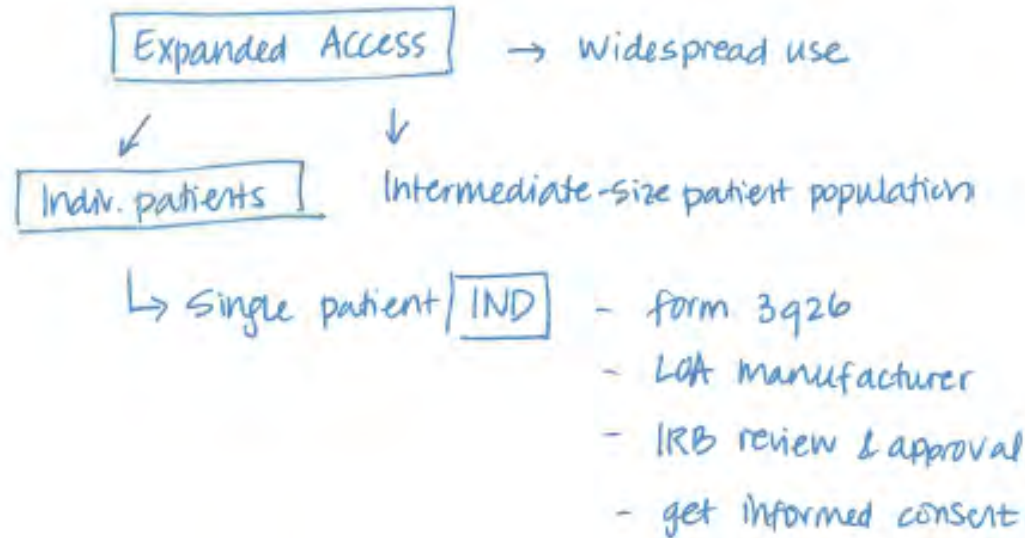 Expanded Access → Widespread use
Indiv. patients Intermediate-size patient population
↳ Single patient IND - form 3926
- LOA manufacturer
- IRB review & approval
- get informed consent